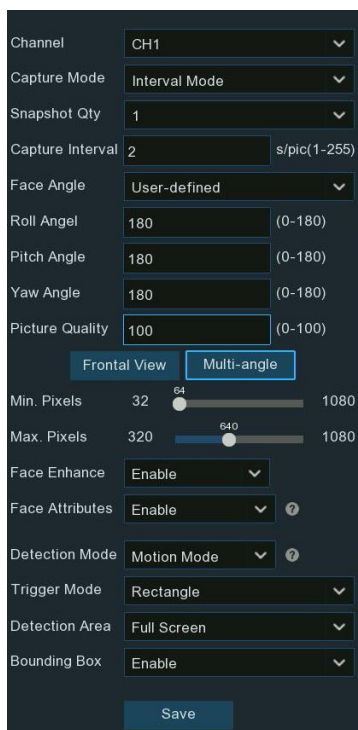 Channel CH1
Capture Mode Interval Mode
Snapshot Qty 1
Capture Interval 2 s/pic(1-255)
Face Angle User-defined
Roll Angel 180 (0-180)
Pitch Angle 180 (0-180)
Yaw Angle 180 (0-180)
Picture Quality 100 (0-100)
Frontal View Multi-angle
Min. Pixels 32 64 1080
Max. Pixels 320 640 1080
Face Enhance Enable
Face Attributes Enable ?
Detection Mode Motion Mode ?
Trigger Mode Rectangle
Detection Area Full Screen
Bounding Box Enable
Save